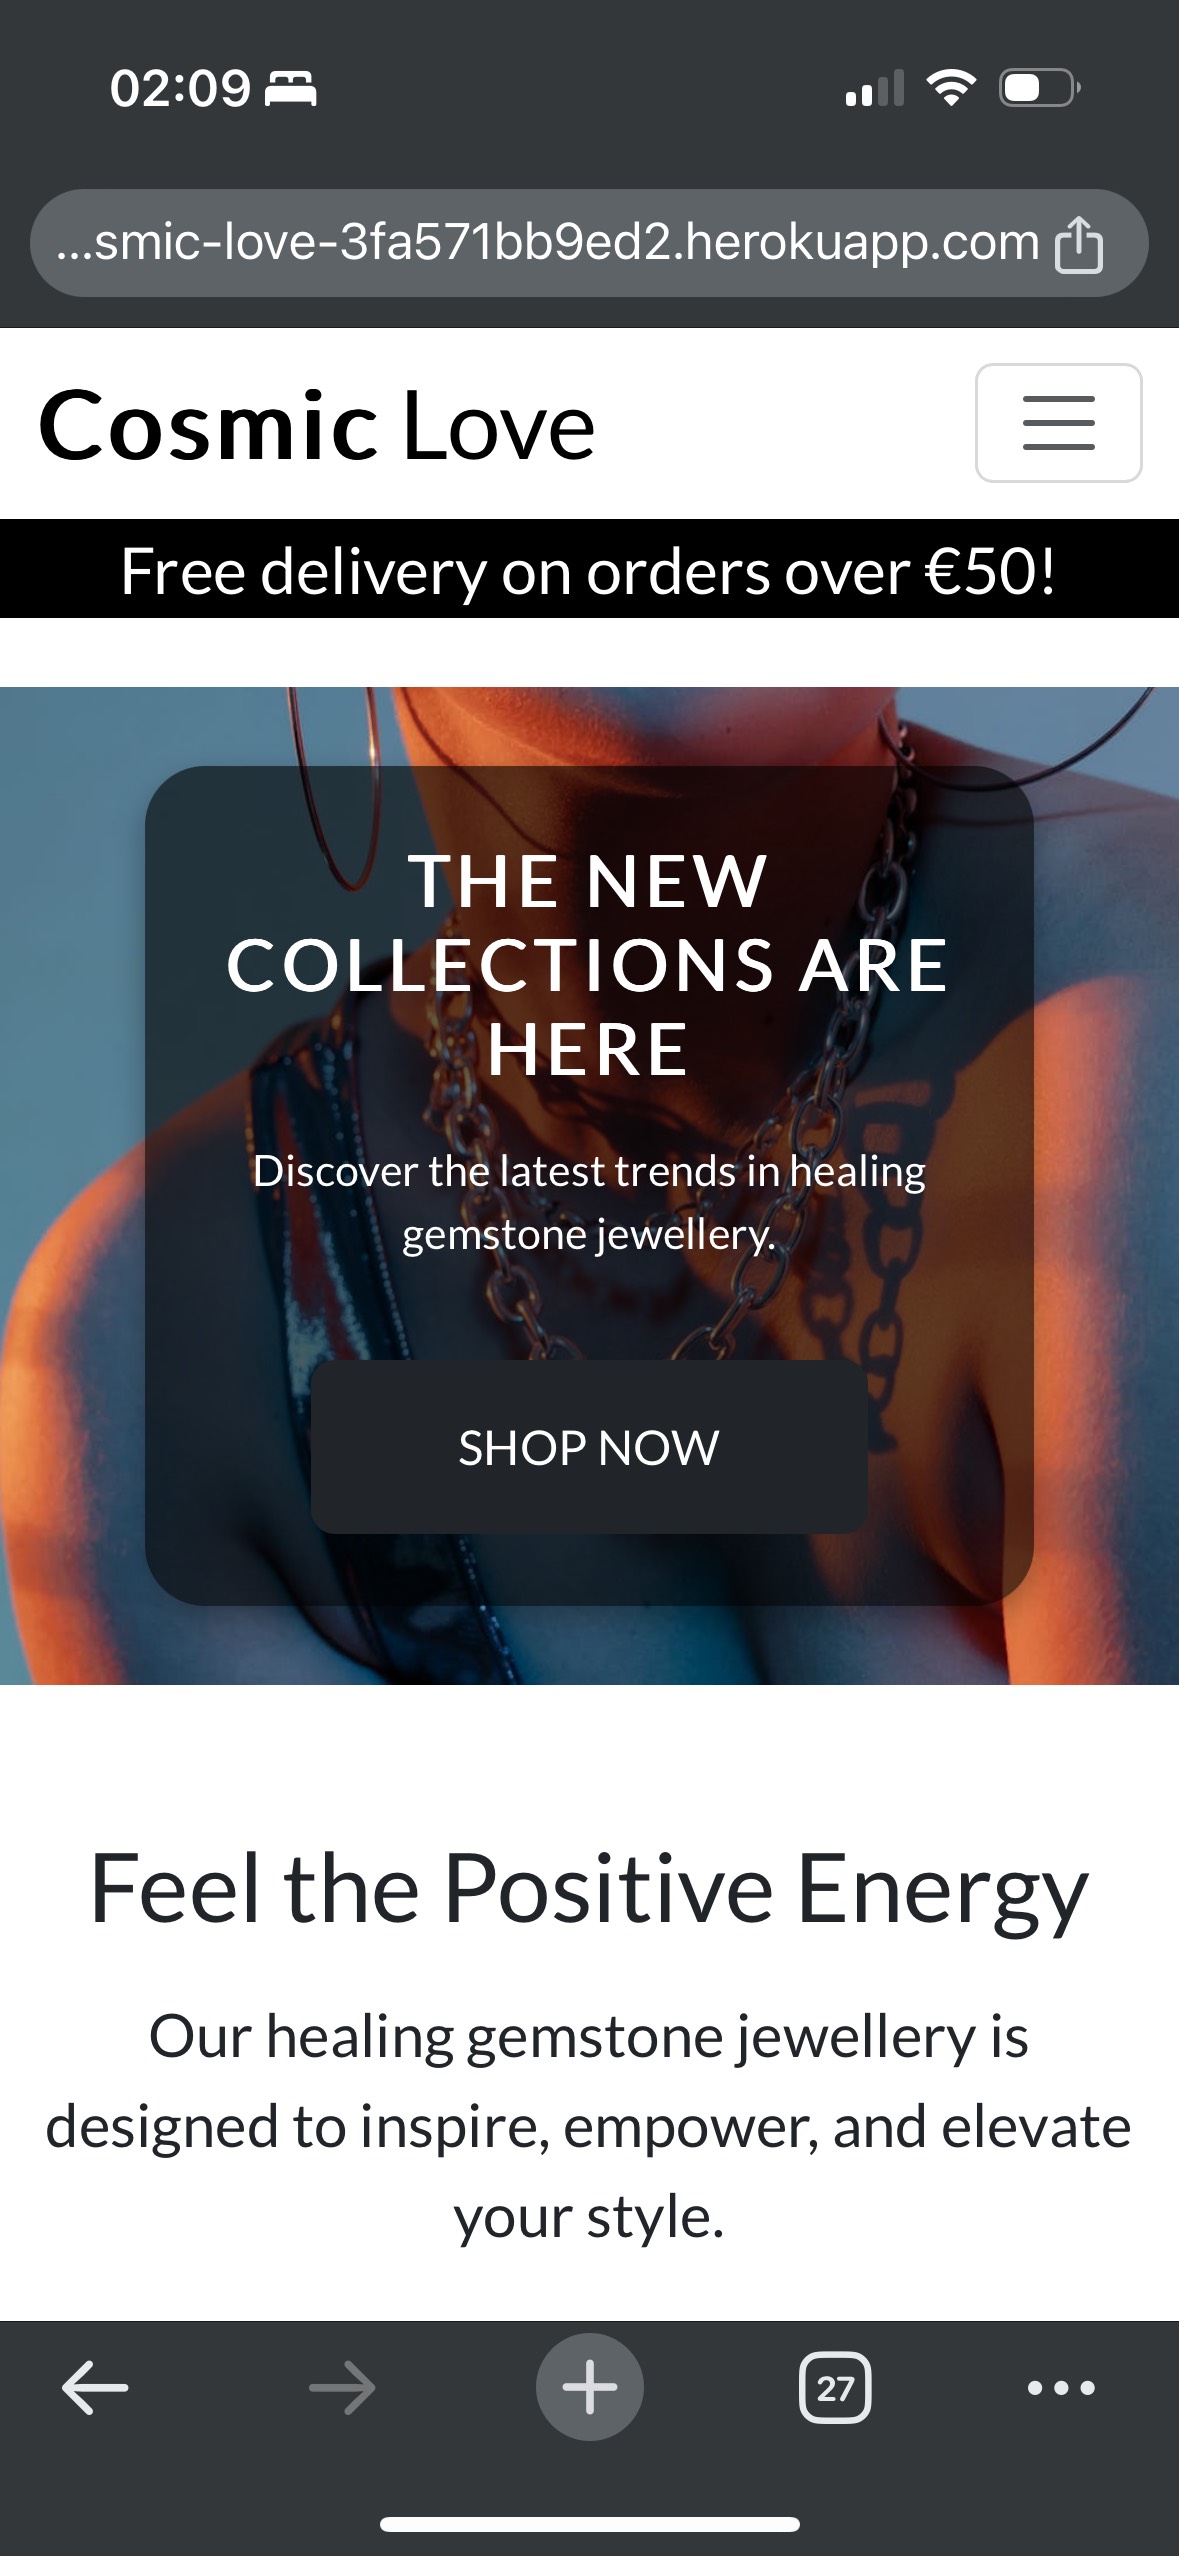 02:09
...smic-love-3fa571bb9ed2.herokuapp.com
Cosmic Love
Free delivery on orders over €50!
THE NEW
COLLECTIONS ARE
HERE
Discover the latest trends in healing
gemstone jewellery.
SHOP NOW
Feel the Positive Energy
Our healing gemstone jewellery is
designed to inspire, empower, and elevate
your style.
27